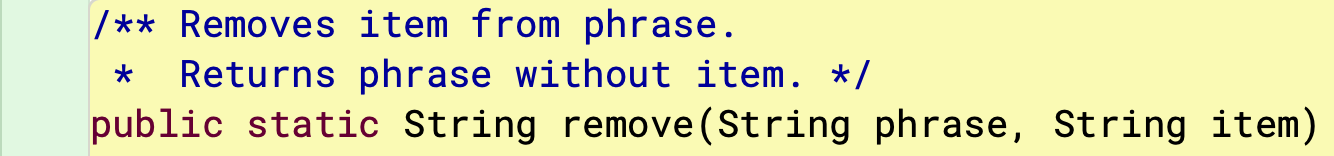 /** Removes item from phrase.
 *  Returns phrase without item. */
public static String remove(String phrase, String item)